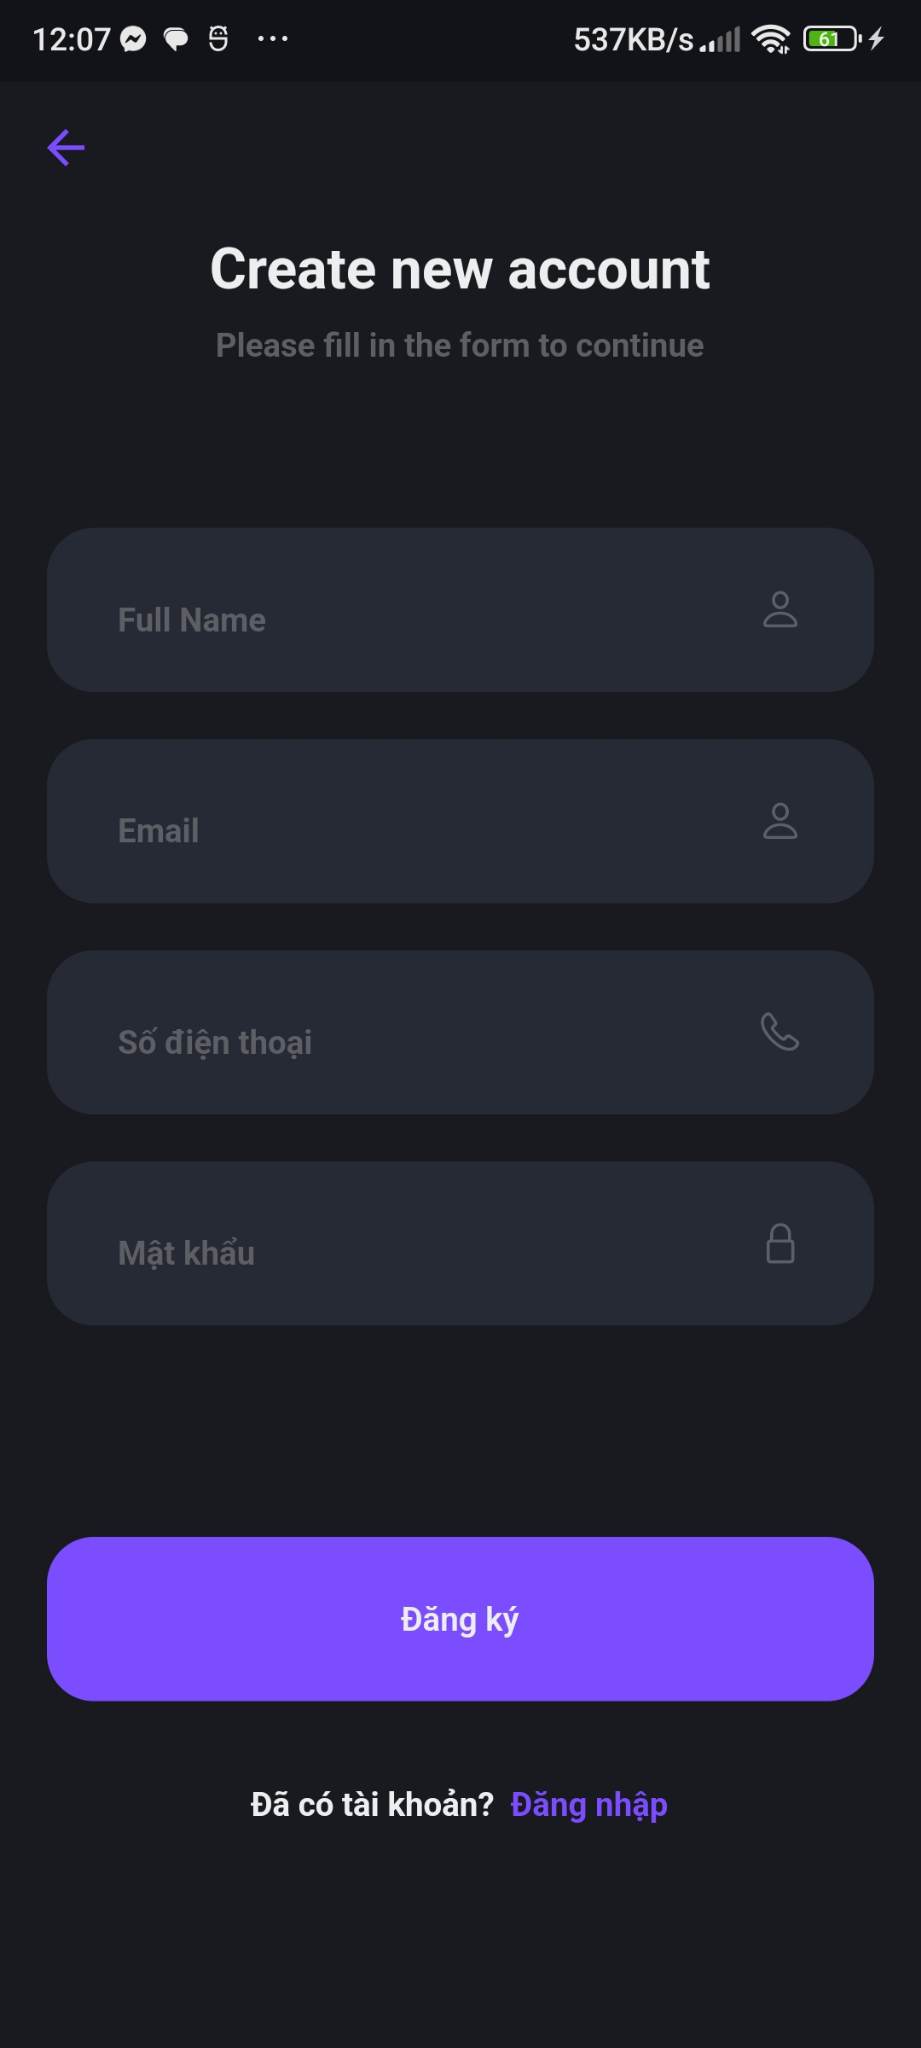 12:07 ... 537KB/s 61
Create new account
Please fill in the form to continue
Full Name
Email
Số điện thoại
Mật khẩu
Đăng ký
Đã có tài khoản? Đăng nhập